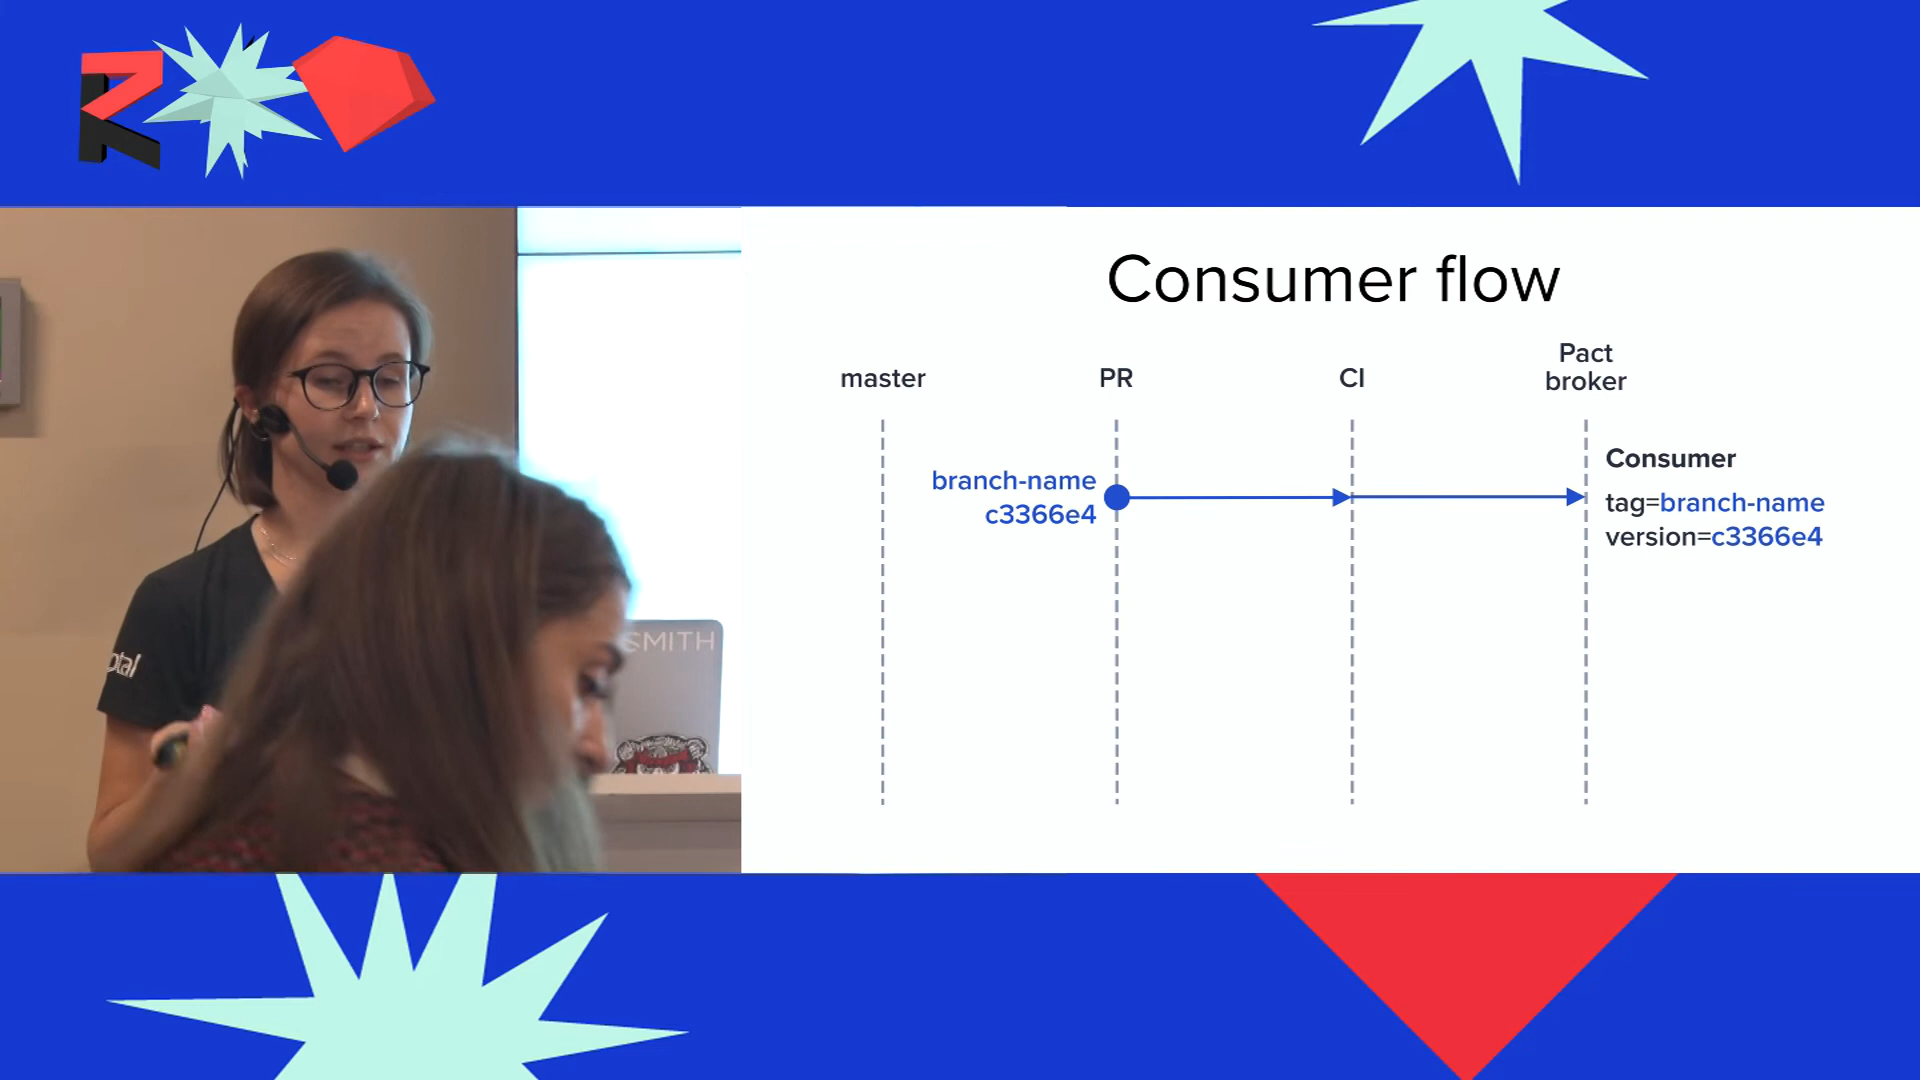 Consumer flow
master
PR
CI
Pact
broker
branch-name
c3366e4
Consumer
tag=branch-name
version=c3366e4
SMITH